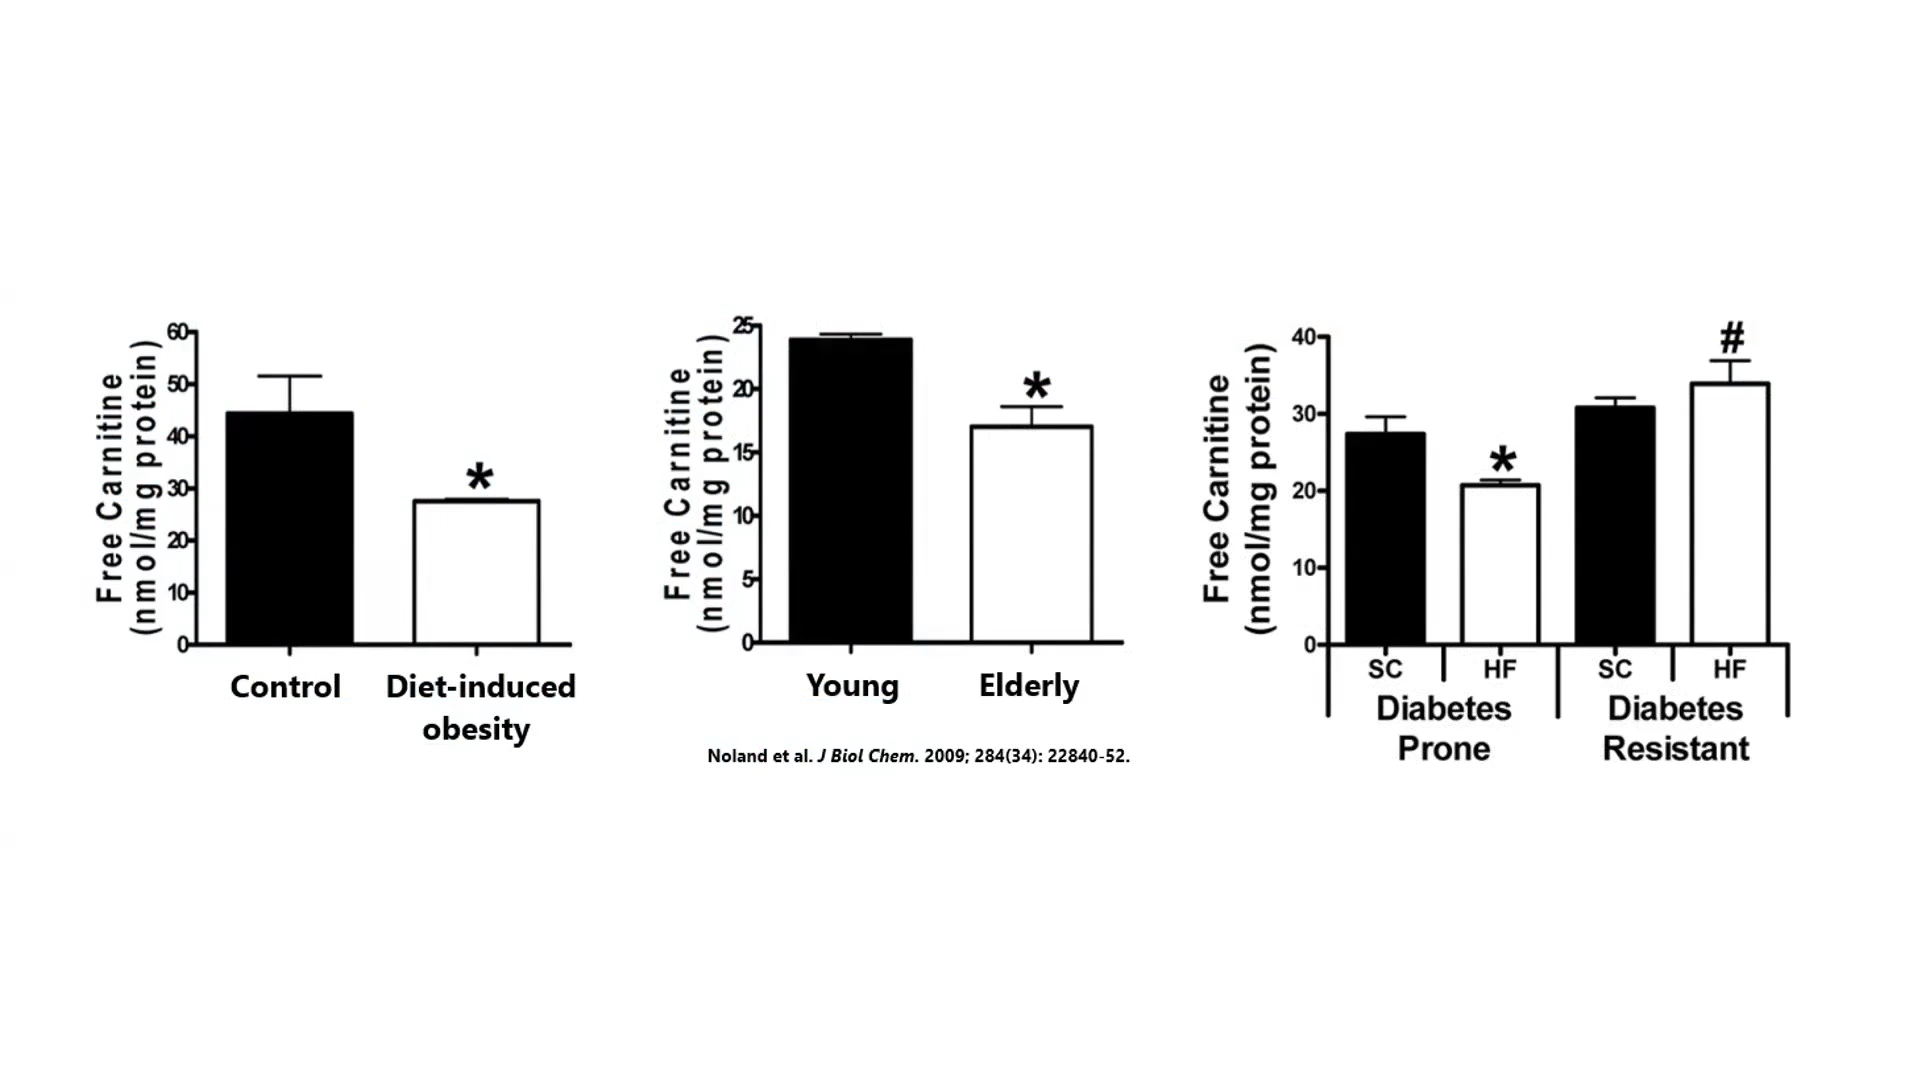 Free Carnitine
(nmol/mg protein)
60
50
40
30
20
10
0
*
Control
Diet-induced
obesity
Free Carnitine
(nmol/mg protein)
25
20
15
10
5
0
*
Young
Elderly
Noland et al. J Biol Chem. 2009; 284(34): 22840-52.
Free Carnitine
(nmol/mg protein)
40
30
20
10
0
*
#
SC HF SC HF
Diabetes
Prone
Diabetes
Resistant